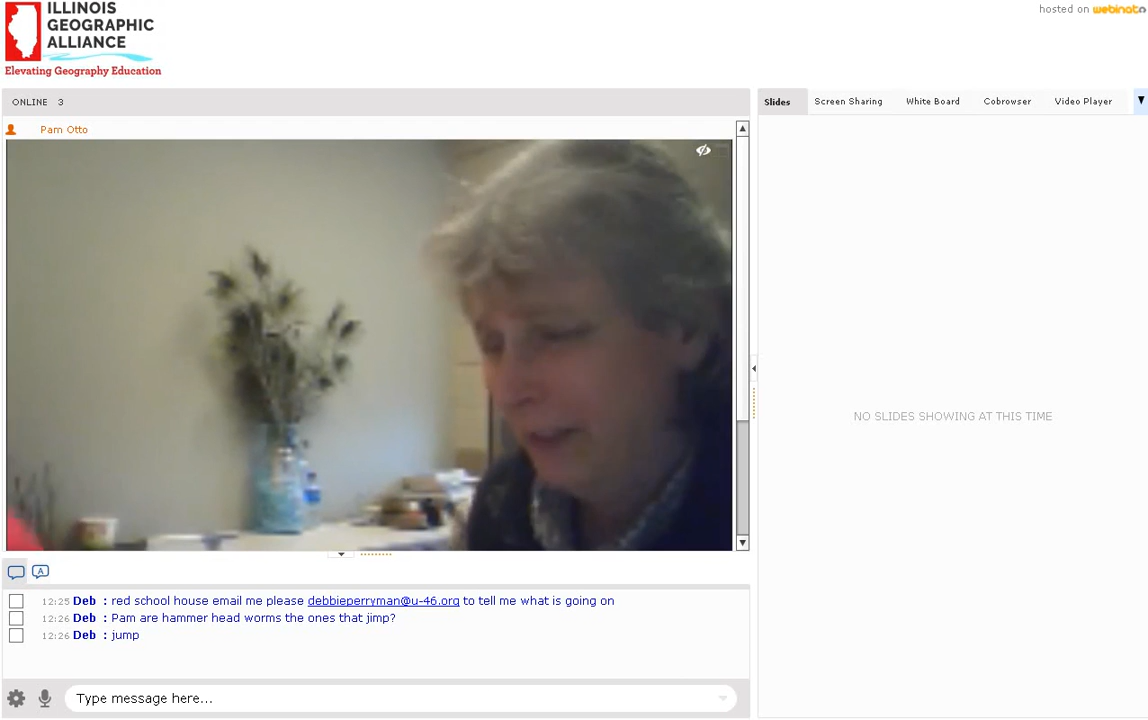 ILLINOIS
GEOGRAPHIC
ALLIANCE
Elevating Geography Education
hosted on webinato
ONLINE 3
Pam Otto
Slides Screen Sharing White Board Cobrowser Video Player
NO SLIDES SHOWING AT THIS TIME
A
12:25 Deb : red school house email me please debbieperryman@u-46.org to tell me what is going on
12:26 Deb : Pam are hammer head worms the ones that jimp?
12:26 Deb : jump
Type message here...